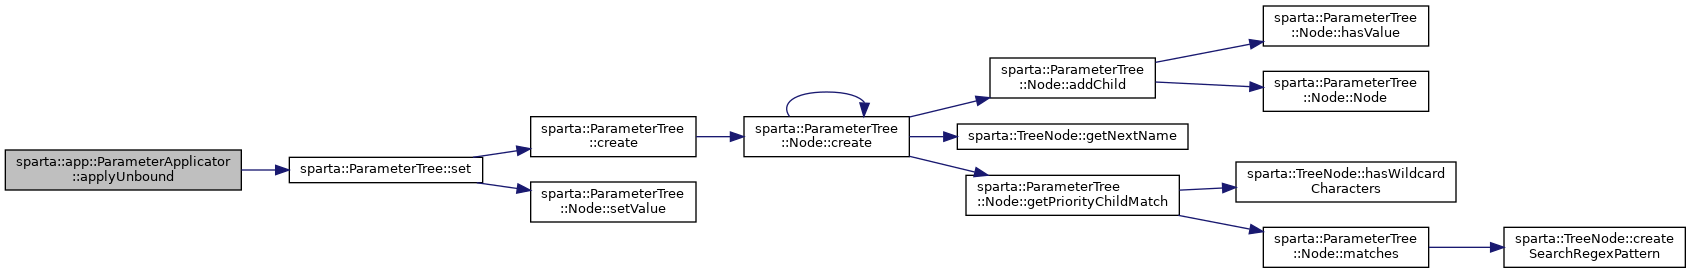 sparta::app::ParameterApplicator
::applyUnbound
sparta::ParameterTree::set
sparta::ParameterTree
::create
sparta::ParameterTree
::Node::setValue
sparta::ParameterTree
::Node::create
sparta::ParameterTree
::Node::addChild
sparta::TreeNode::getNextName
sparta::ParameterTree
::Node::getPriorityChildMatch
sparta::ParameterTree
::Node::hasValue
sparta::ParameterTree
::Node::Node
sparta::TreeNode::hasWildcard
Characters
sparta::ParameterTree
::Node::matches
sparta::TreeNode::create
SearchRegexPattern